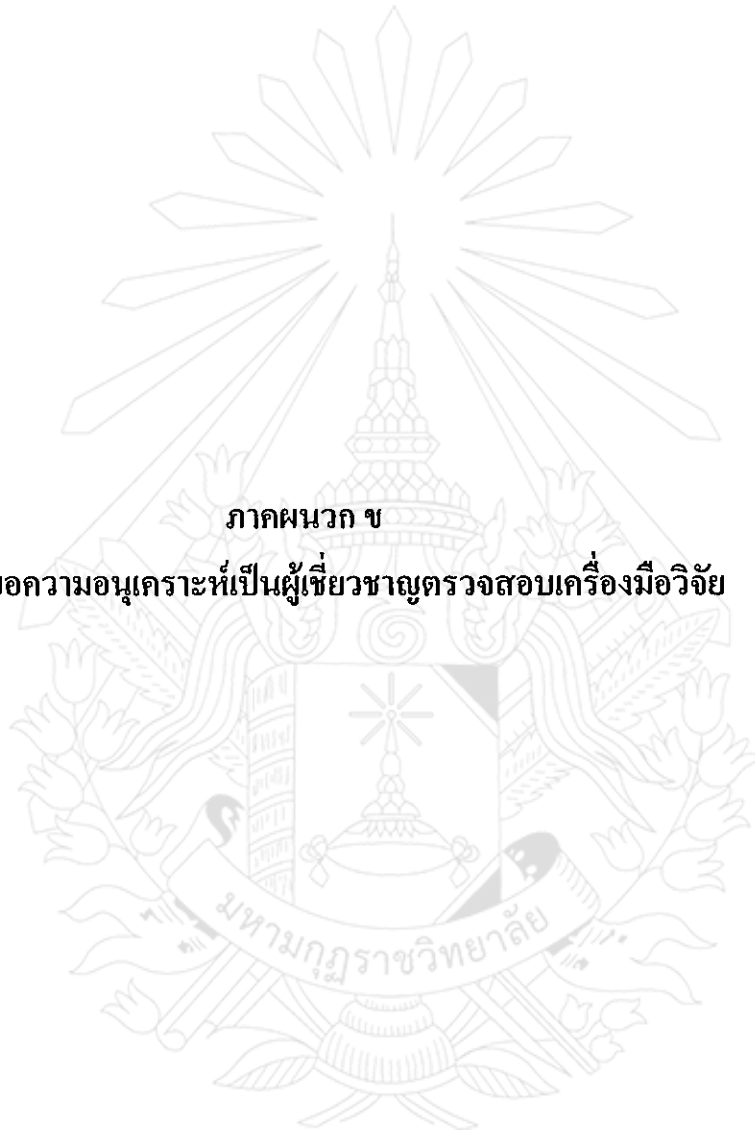 ภาคผนวก ข
ขอความอนุเคราะห์เป็นผู้เชี่ยวชาญตรวจสอบเครื่องมือวิจัย
มหามกุฏราชวิทยาลัย